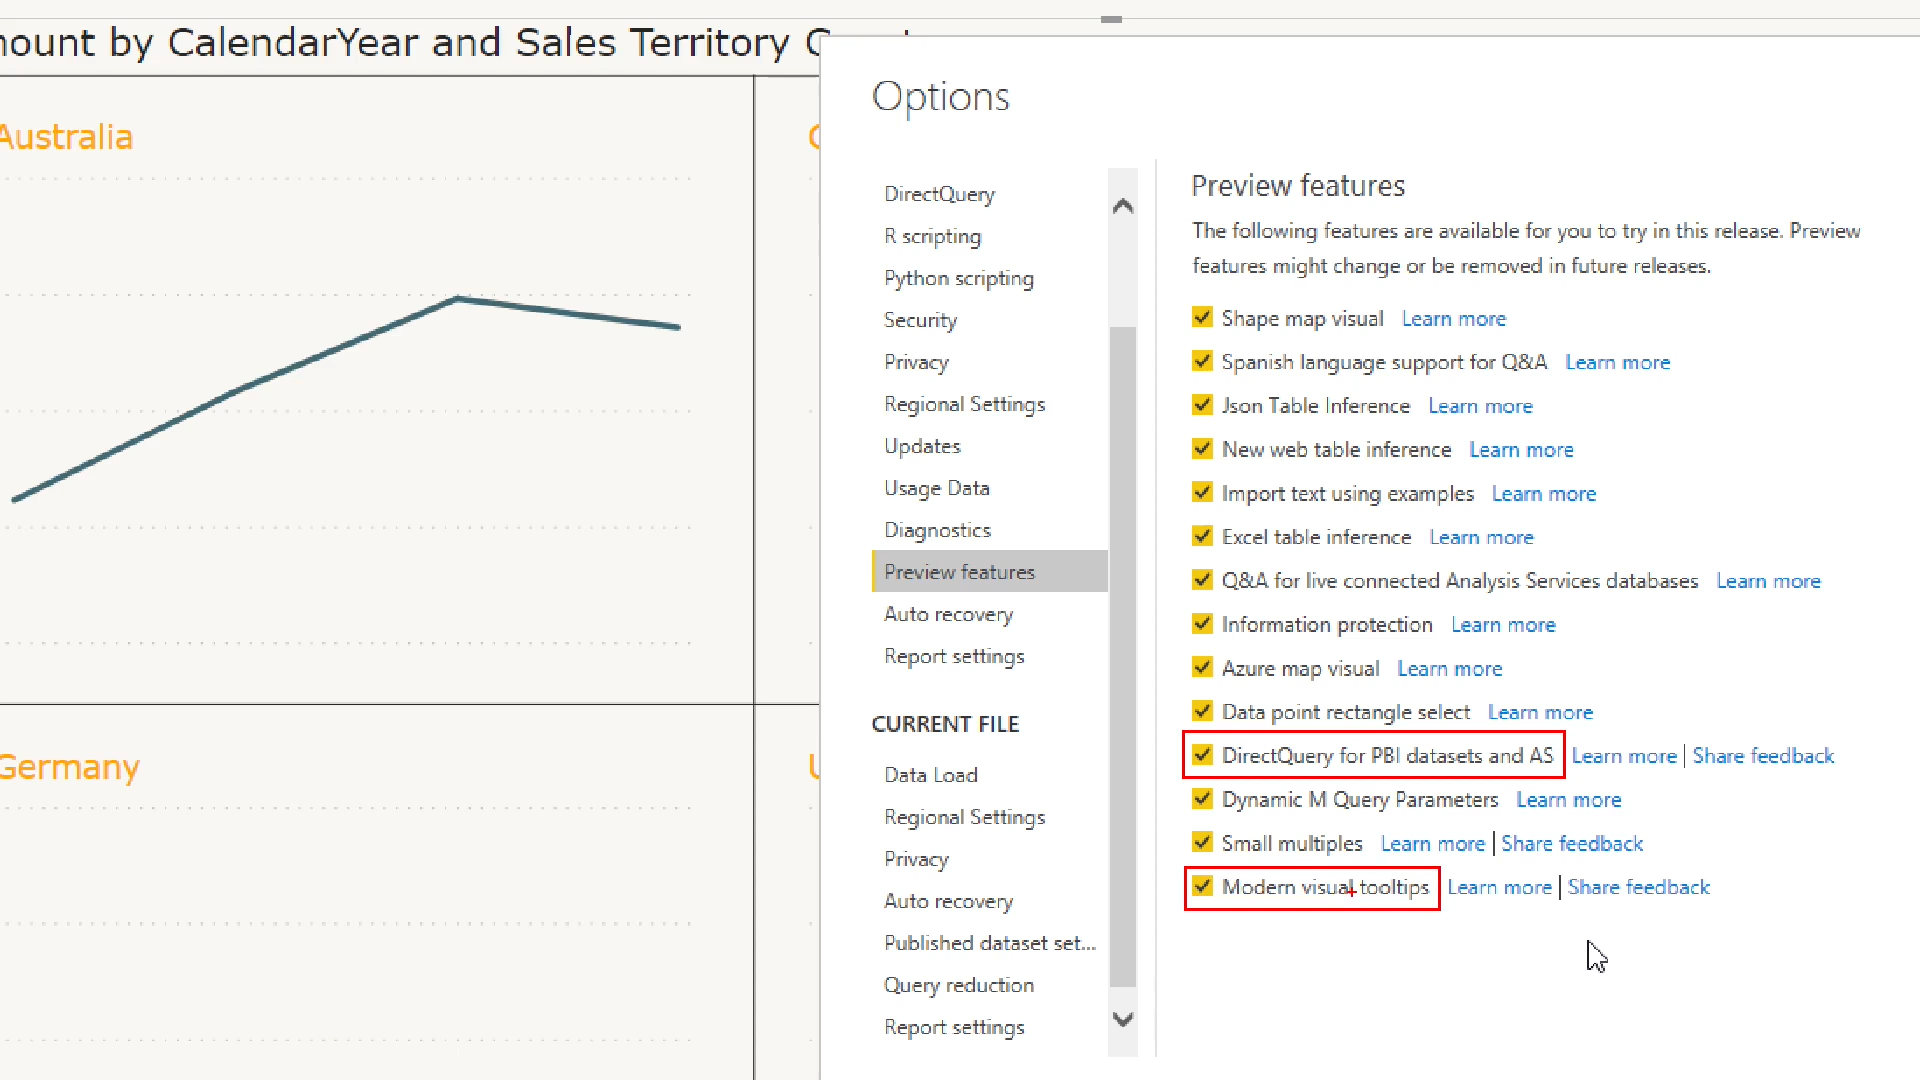 mount by CalendarYear and Sales Territory
Australia
Germany
Options
DirectQuery
R scripting
Python scripting
Security
Privacy
Regional Settings
Updates
Usage Data
Diagnostics
Preview features
Auto recovery
Report settings
CURRENT FILE
Data Load
Regional Settings
Privacy
Auto recovery
Published dataset set...
Query reduction
Report settings
Preview features
The following features are available for you to try in this release. Preview
features might change or be removed in future releases.
Shape map visual Learn more
Spanish language support for Q&A Learn more
Json Table Inference Learn more
New web table inference Learn more
Import text using examples Learn more
Excel table inference Learn more
Q&A for live connected Analysis Services databases Learn more
Information protection Learn more
Azure map visual Learn more
Data point rectangle select Learn more
DirectQuery for PBI datasets and AS Learn more | Share feedback
Dynamic M Query Parameters Learn more
Small multiples Learn more | Share feedback
Modern visual tooltips Learn more | Share feedback